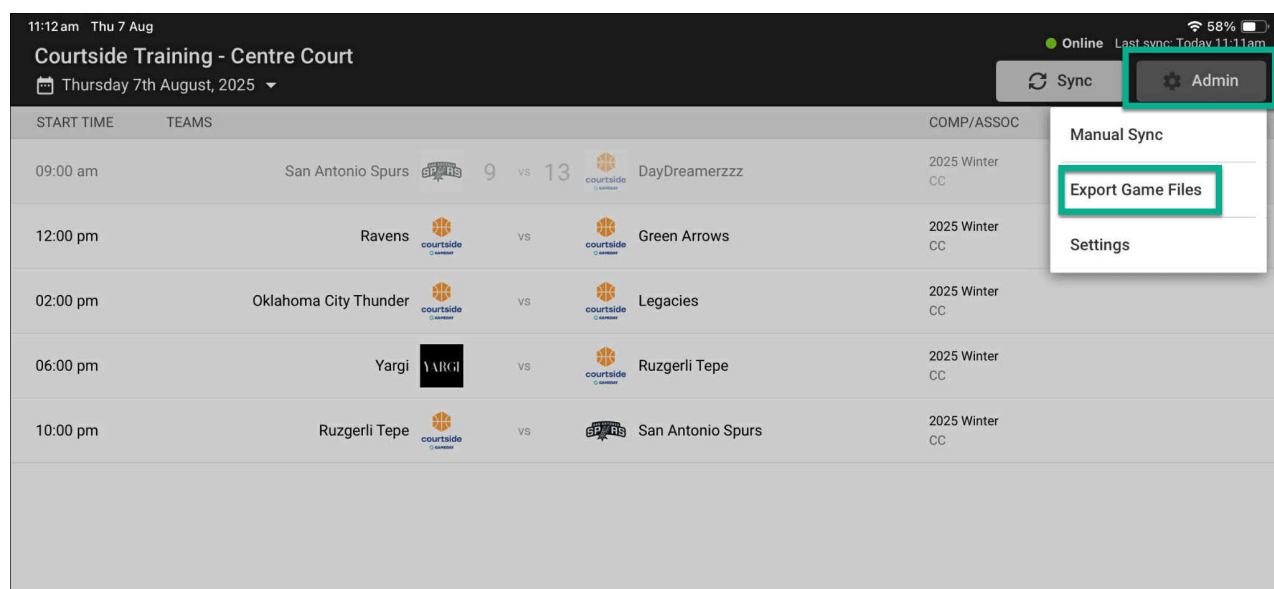 11:12 am Thu 7 Aug 58%
Courtside Training - Centre Court
Online Last sync: Today 11:11am
Thursday 7th August, 2025
Sync Admin
START TIME TEAMS COMP/ASSOC
Manual Sync
Export Game Files
Settings
09:00 am San Antonio Spurs SPURS 9 vs 13 courtside DayDreamerzzz 2025 Winter
CC
12:00 pm Ravens courtside vs courtside Green Arrows 2025 Winter
CC
02:00 pm Oklahoma City Thunder courtside vs courtside Legacies 2025 Winter
CC
06:00 pm Yargi YARGI vs courtside Ruzgerli Tepe 2025 Winter
CC
10:00 pm Ruzgerli Tepe courtside vs SPURS San Antonio Spurs 2025 Winter
CC